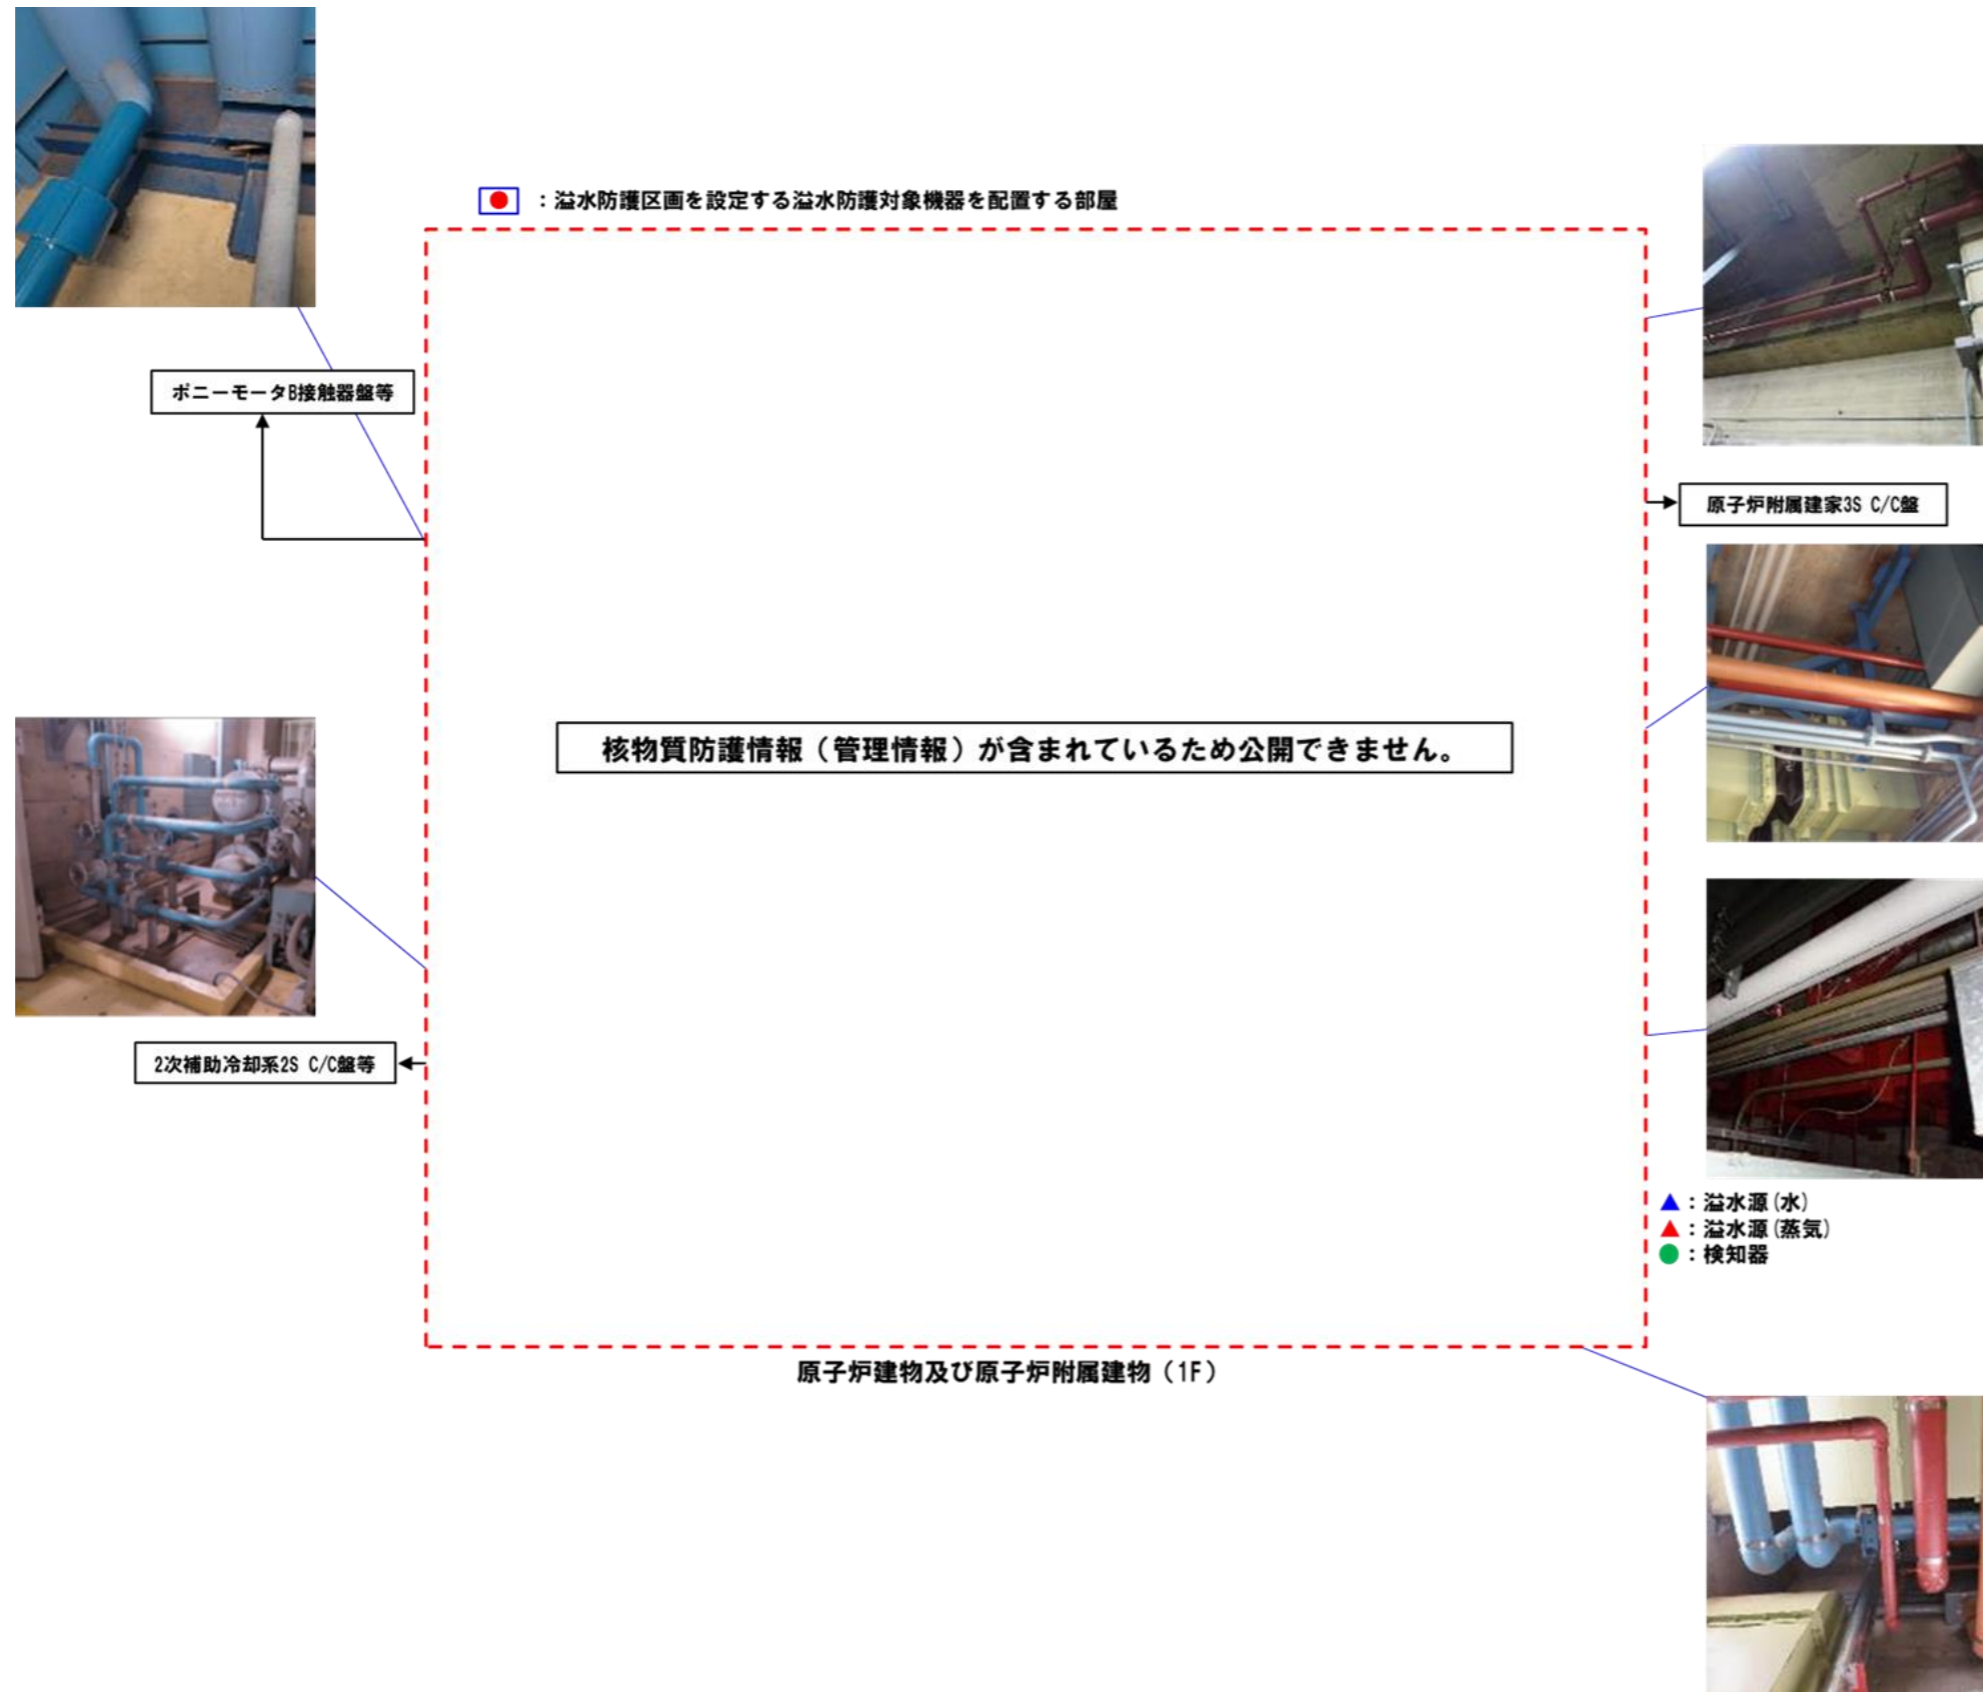 ：溢水防護区画を設定する溢水防護対象機器を配置する部屋
ポニーモータB接触器盤等
原子炉附属建家3S C/C盤
核物質防護情報（管理情報）が含まれているため公開できません。
2次補助冷却系2S C/C盤等
▲：溢水源(水)
▲：溢水源(蒸気)
●：検知器
原子炉建物及び原子炉附属建物（1F）